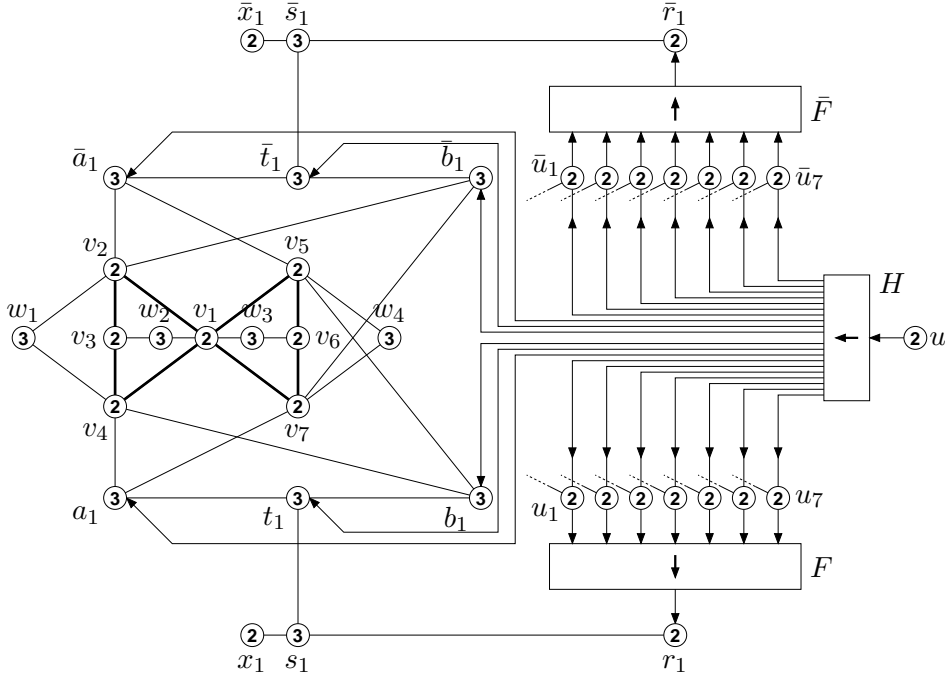 x̄₁ s̄₁ r̄₁
2 3 2
F̄
ā₁ t̄₁ b̄₁ ū₁ ū₇
3 3 3 2 2 2 2 2 2 2
v₂ v₅
2 2
H
w₁ w₂ v₁ w₃ w₄
3 v₃ 2 3 2 3 2 v₆ 3 2 u
2 2
v₄ v₇
3 3 3 2 2 2 2 2 2 2
a₁ t₁ b₁ u₁ u₇
F
2 3 2
x₁ s₁ r₁